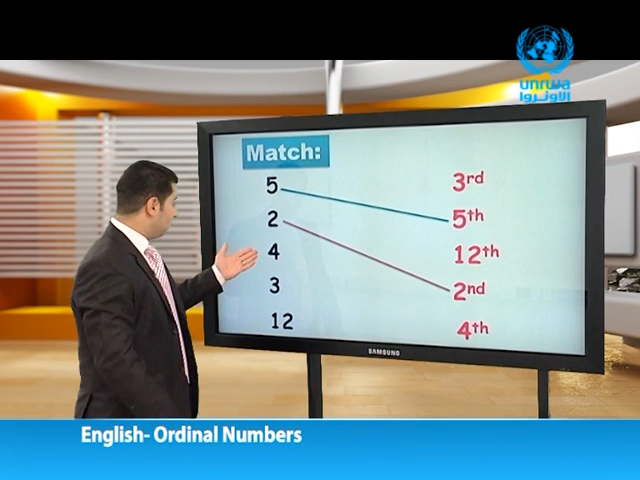 unrwa
الأونروا
Match:
5 3rd
2 5th
4 12th
3 2nd
12 4th
SAMSUNG
English- Ordinal Numbers